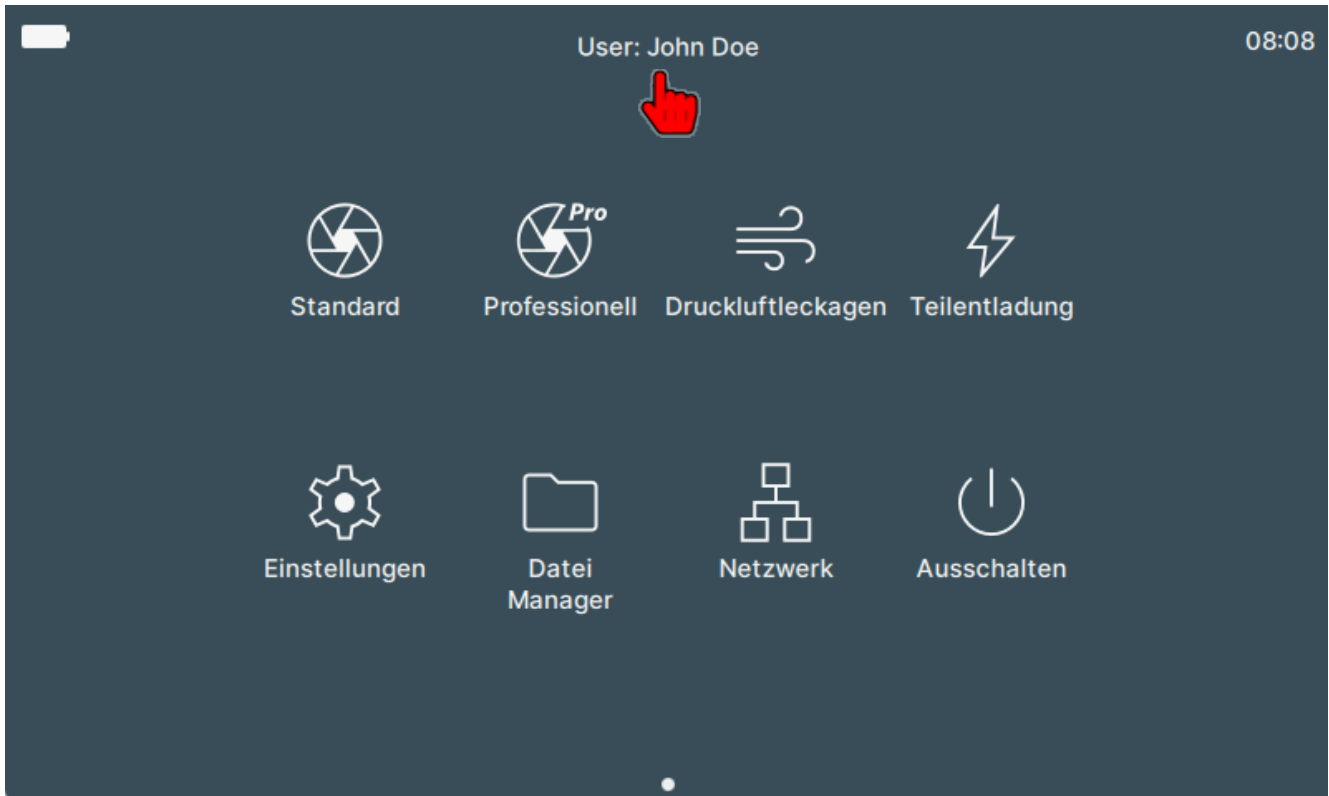 User: John Doe
08:08
Pro
Standard
Professionell
Druckluftleckagen
Teilentladung
Einstellungen
Datei
Manager
Netzwerk
Ausschalten